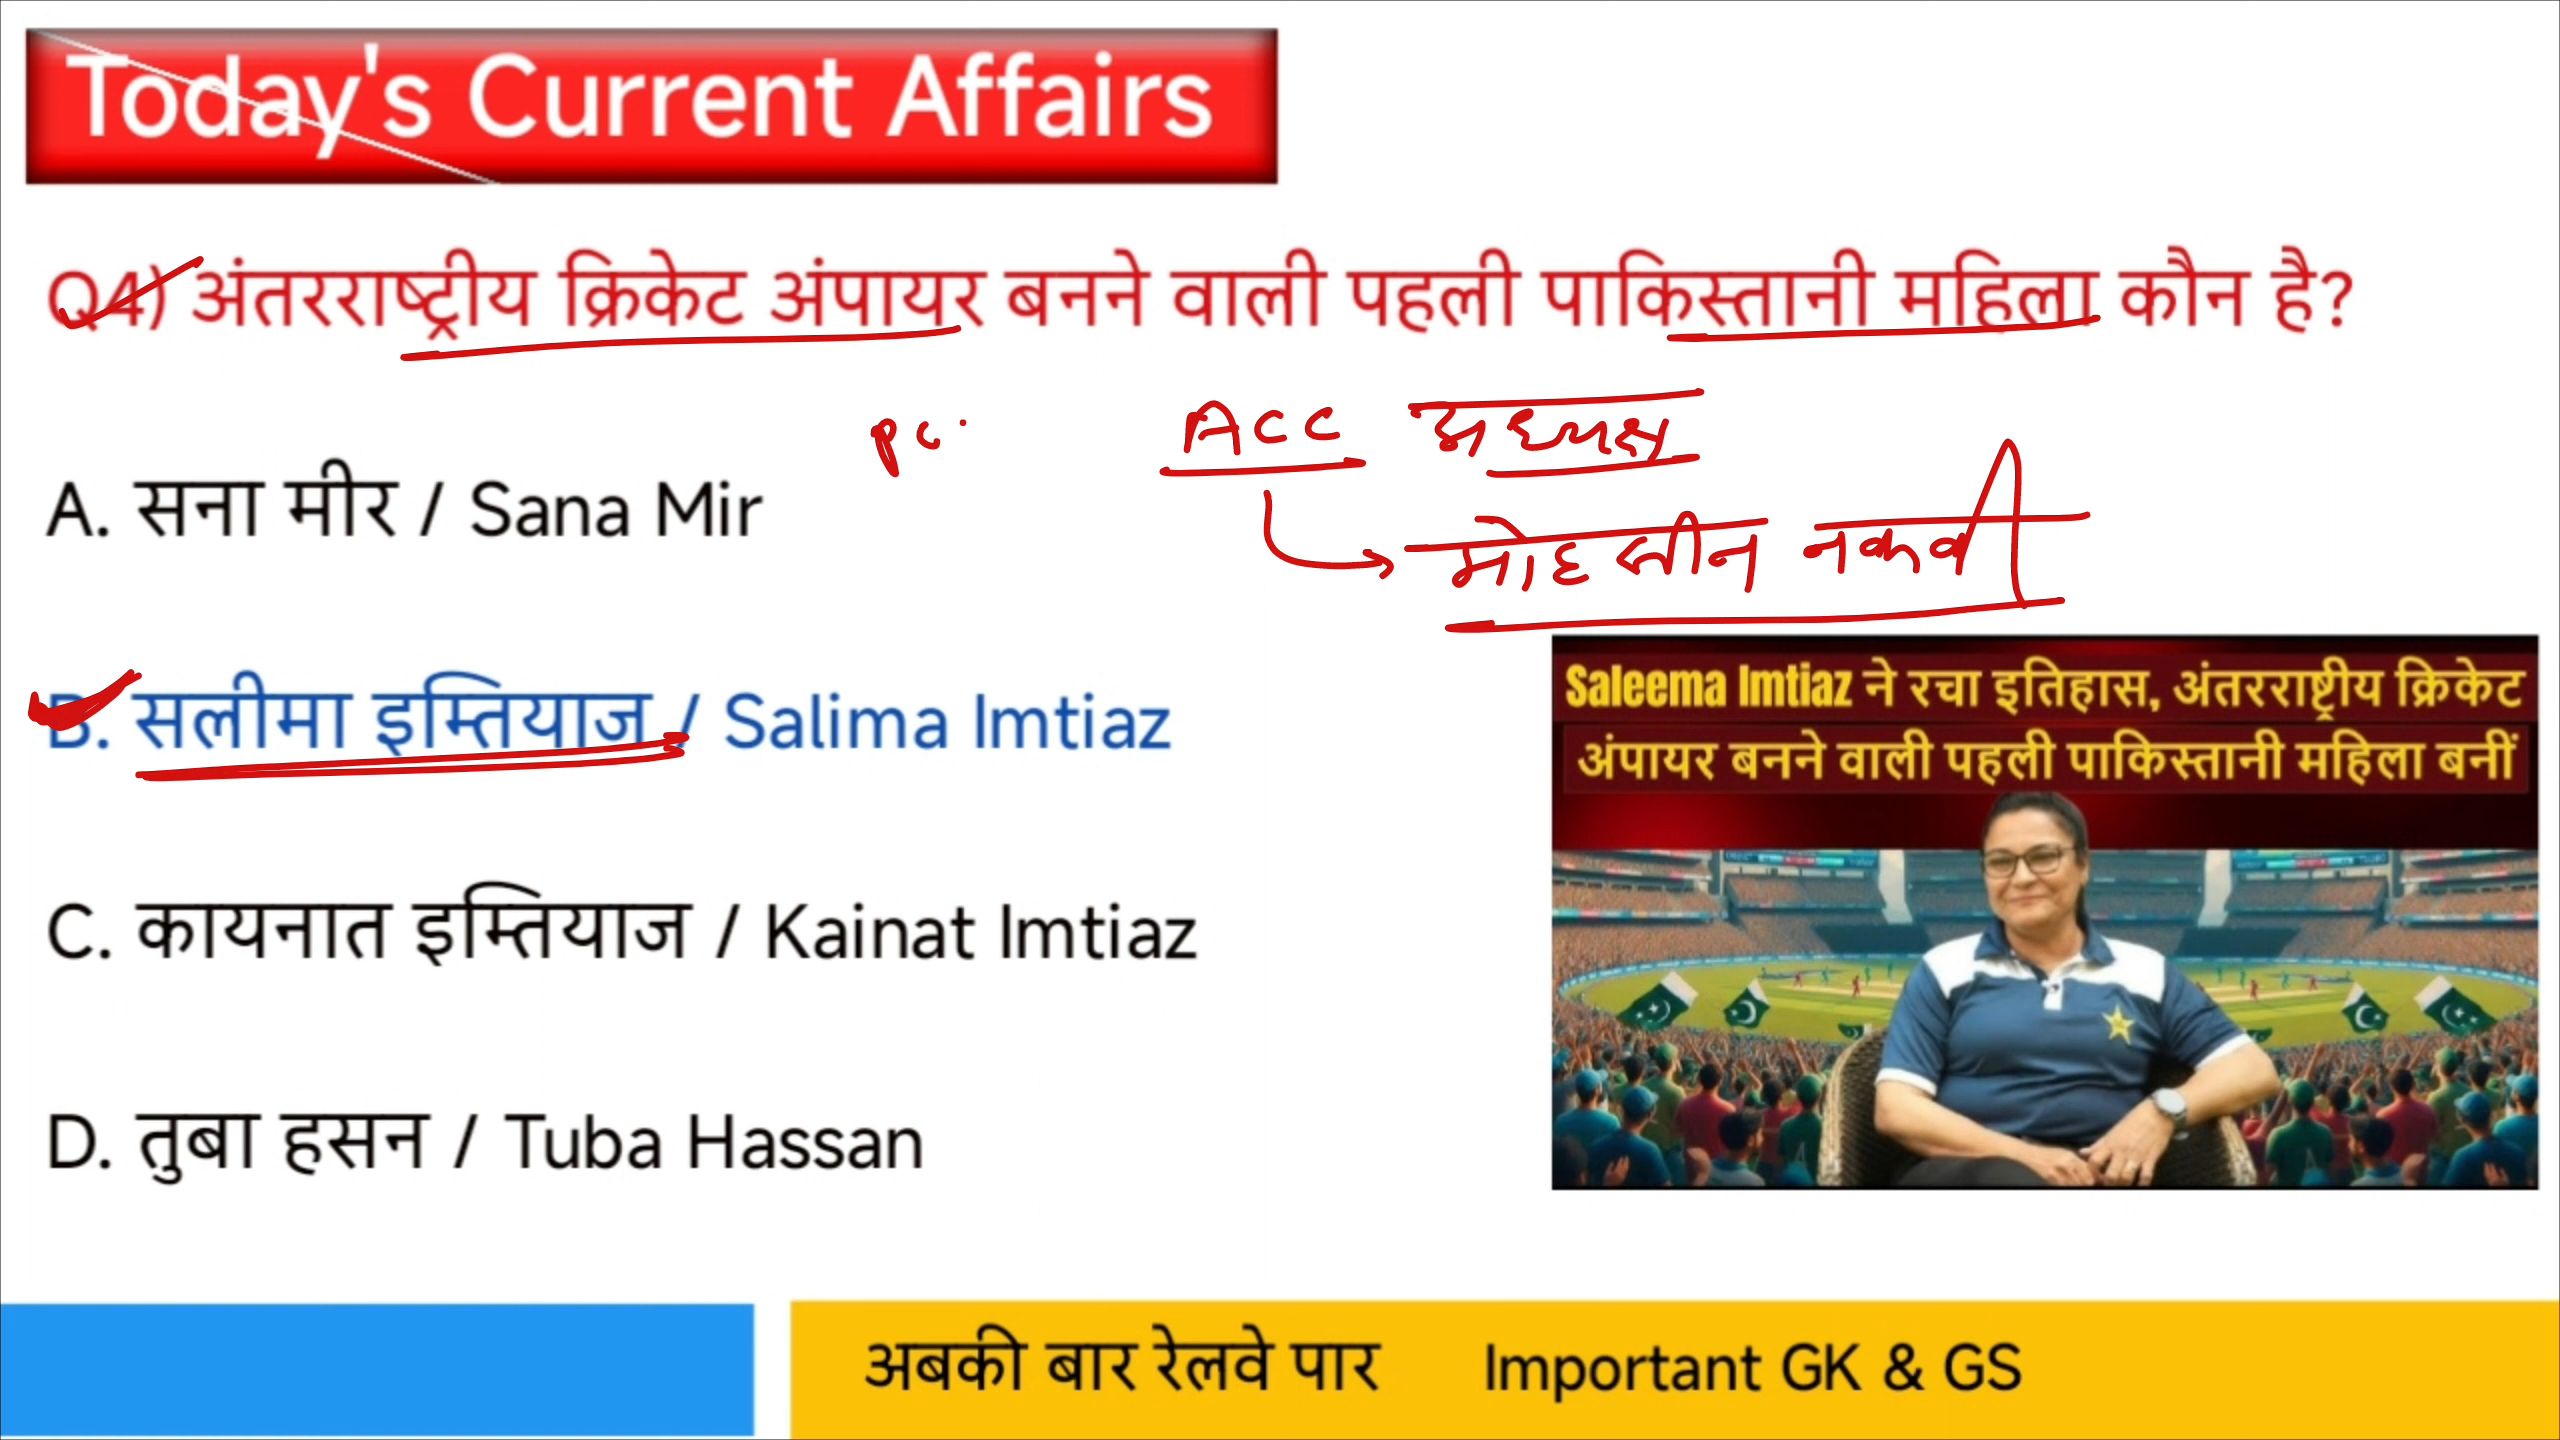 Today's Current Affairs
Q4) अंतरराष्ट्रीय क्रिकेट अंपायर बनने वाली पहली पाकिस्तानी महिला कौन है?
pc.
ACC अध्यक्ष
मोहसीन नकवी
A. सना मीर / Sana Mir
B. सलीमा इम्तियाज / Salima Imtiaz
C. कायनात इम्तियाज / Kainat Imtiaz
D. तुबा हसन / Tuba Hassan
Saleema Imtiaz ने रचा इतिहास, अंतरराष्ट्रीय क्रिकेट
अंपायर बनने वाली पहली पाकिस्तानी महिला बनीं
अबकी बार रेलवे पार Important GK & GS